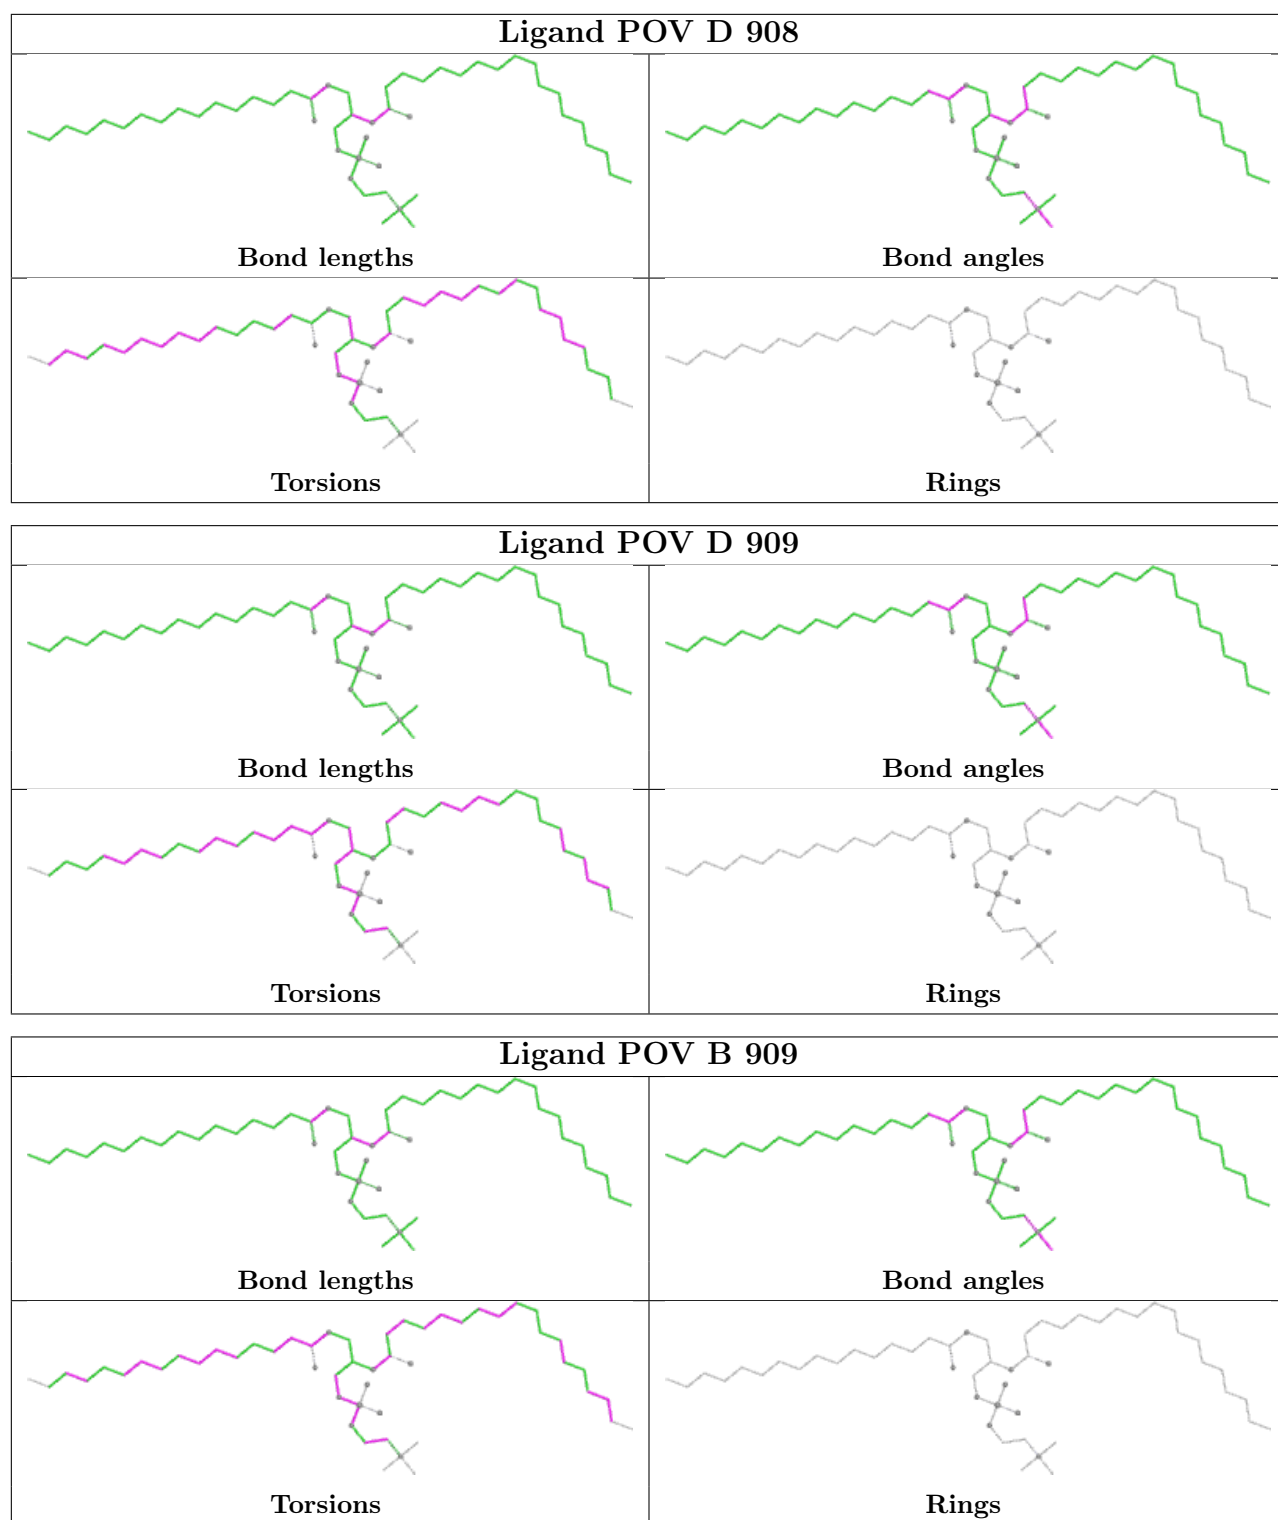 Ligand POV D 908
Bond lengths
Bond angles
Torsions
Rings
Ligand POV D 909
Bond lengths
Bond angles
Torsions
Rings
Ligand POV B 909
Bond lengths
Bond angles
Torsions
Rings